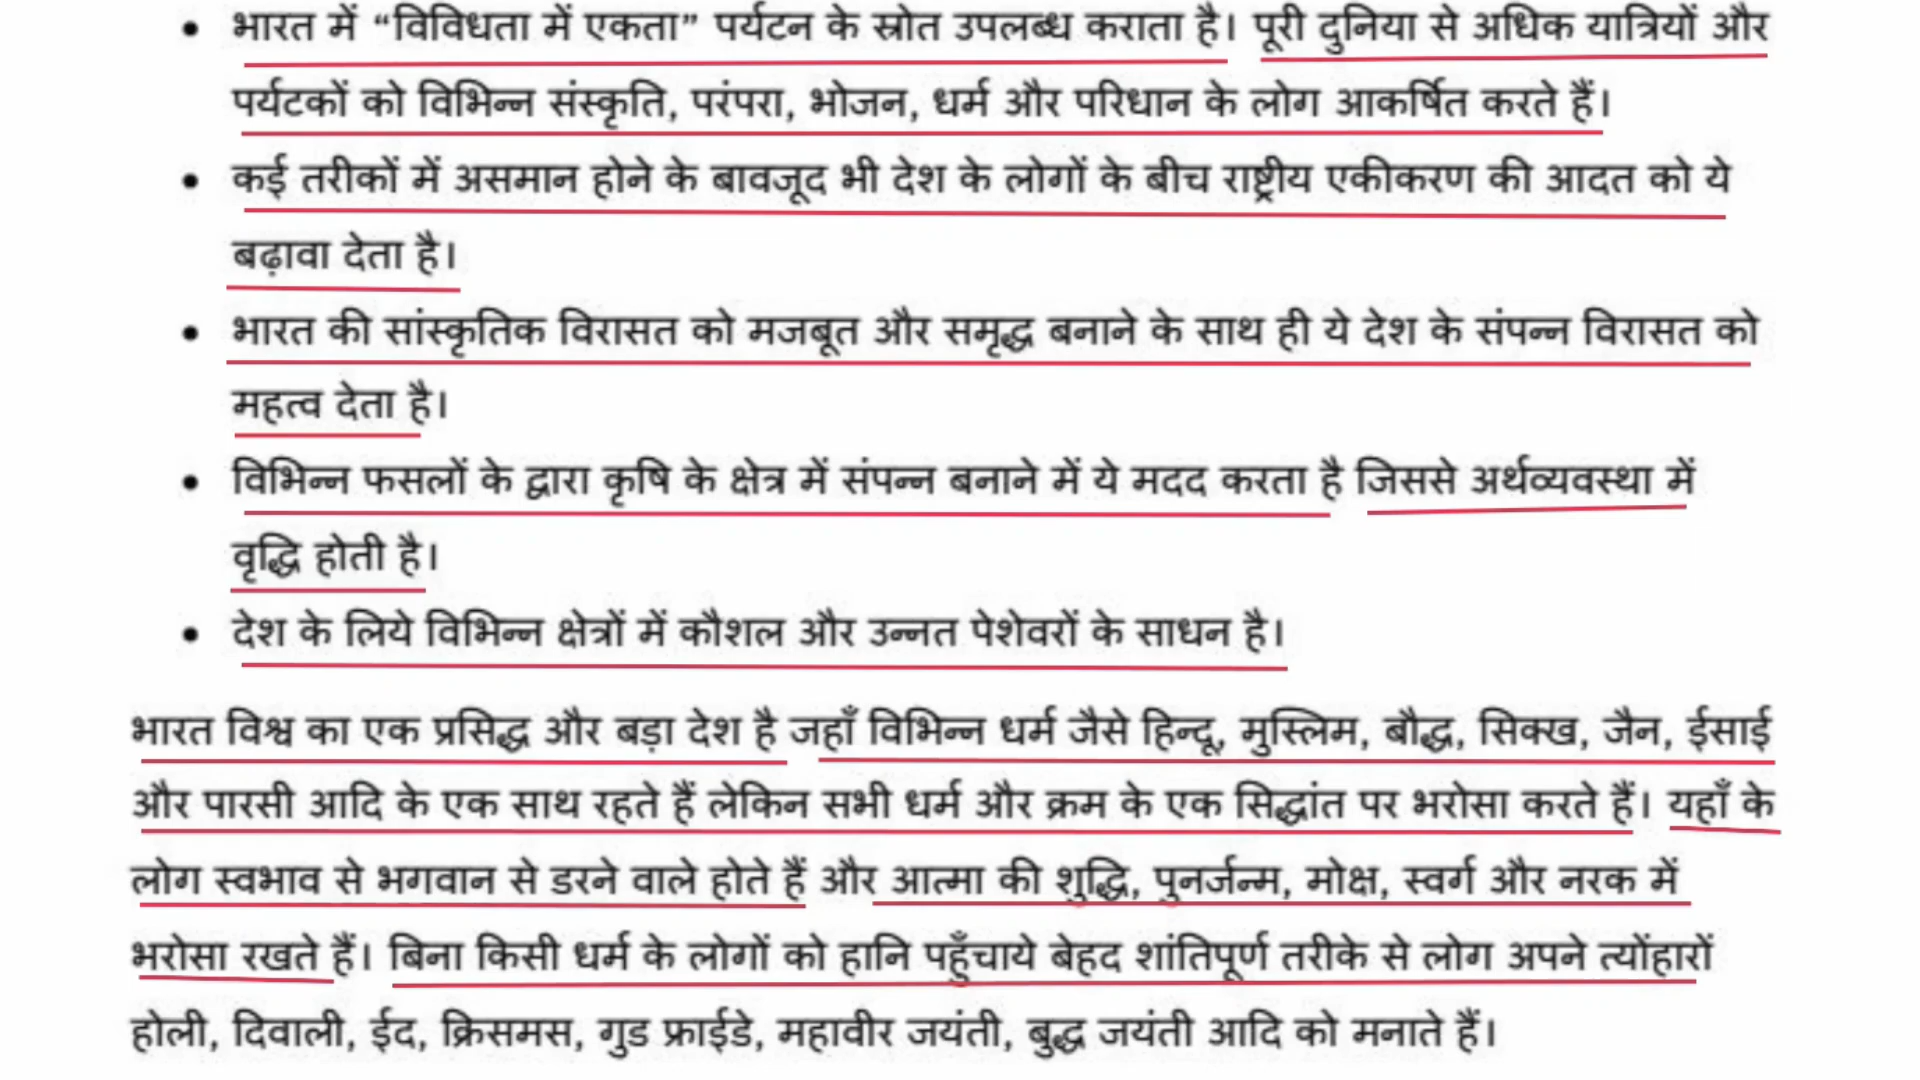 • भारत में “विविधता में एकता” पर्यटन के स्रोत उपलब्ध कराता है। पूरी दुनिया से अधिक यात्रियों और
पर्यटकों को विभिन्न संस्कृति, परंपरा, भोजन, धर्म और परिधान के लोग आकर्षित करते हैं।
• कई तरीकों में असमान होने के बावजूद भी देश के लोगों के बीच राष्ट्रीय एकीकरण की आदत को ये
बढ़ावा देता है।
• भारत की सांस्कृतिक विरासत को मजबूत और समृद्ध बनाने के साथ ही ये देश के संपन्न विरासत को
महत्व देता है।
• विभिन्न फसलों के द्वारा कृषि के क्षेत्र में संपन्न बनाने में ये मदद करता है जिससे अर्थव्यवस्था में
वृद्धि होती है।
• देश के लिये विभिन्न क्षेत्रों में कौशल और उन्नत पेशेवरों के साधन है।
भारत विश्व का एक प्रसिद्ध और बड़ा देश है जहाँ विभिन्न धर्म जैसे हिन्दू, मुस्लिम, बौद्ध, सिक्ख, जैन, ईसाई
और पारसी आदि के एक साथ रहते हैं लेकिन सभी धर्म और क्रम के एक सिद्धांत पर भरोसा करते हैं। यहाँ के
लोग स्वभाव से भगवान से डरने वाले होते हैं और आत्मा की शुद्धि, पुनर्जन्म, मोक्ष, स्वर्ग और नरक में
भरोसा रखते हैं। बिना किसी धर्म के लोगों को हानि पहुँचाये बेहद शांतिपूर्ण तरीके से लोग अपने त्योंहारों
होली, दिवाली, ईद, क्रिसमस, गुड फ्राईडे, महावीर जयंती, बुद्ध जयंती आदि को मनाते हैं।